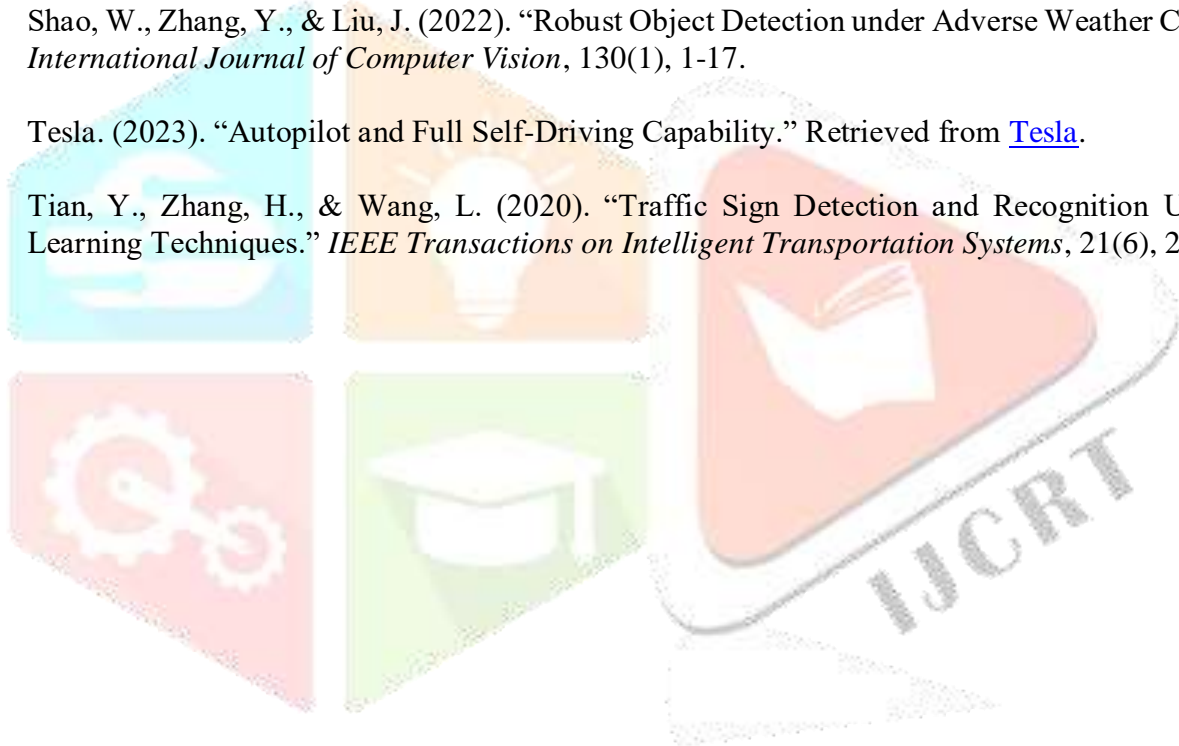 Shao, W., Zhang, Y., & Liu, J. (2022). “Robust Object Detection under Adverse Weather C
International Journal of Computer Vision, 130(1), 1-17.
Tesla. (2023). “Autopilot and Full Self-Driving Capability.” Retrieved from Tesla.
Tian, Y., Zhang, H., & Wang, L. (2020). “Traffic Sign Detection and Recognition U
Learning Techniques.” IEEE Transactions on Intelligent Transportation Systems, 21(6), 2
IJCRT